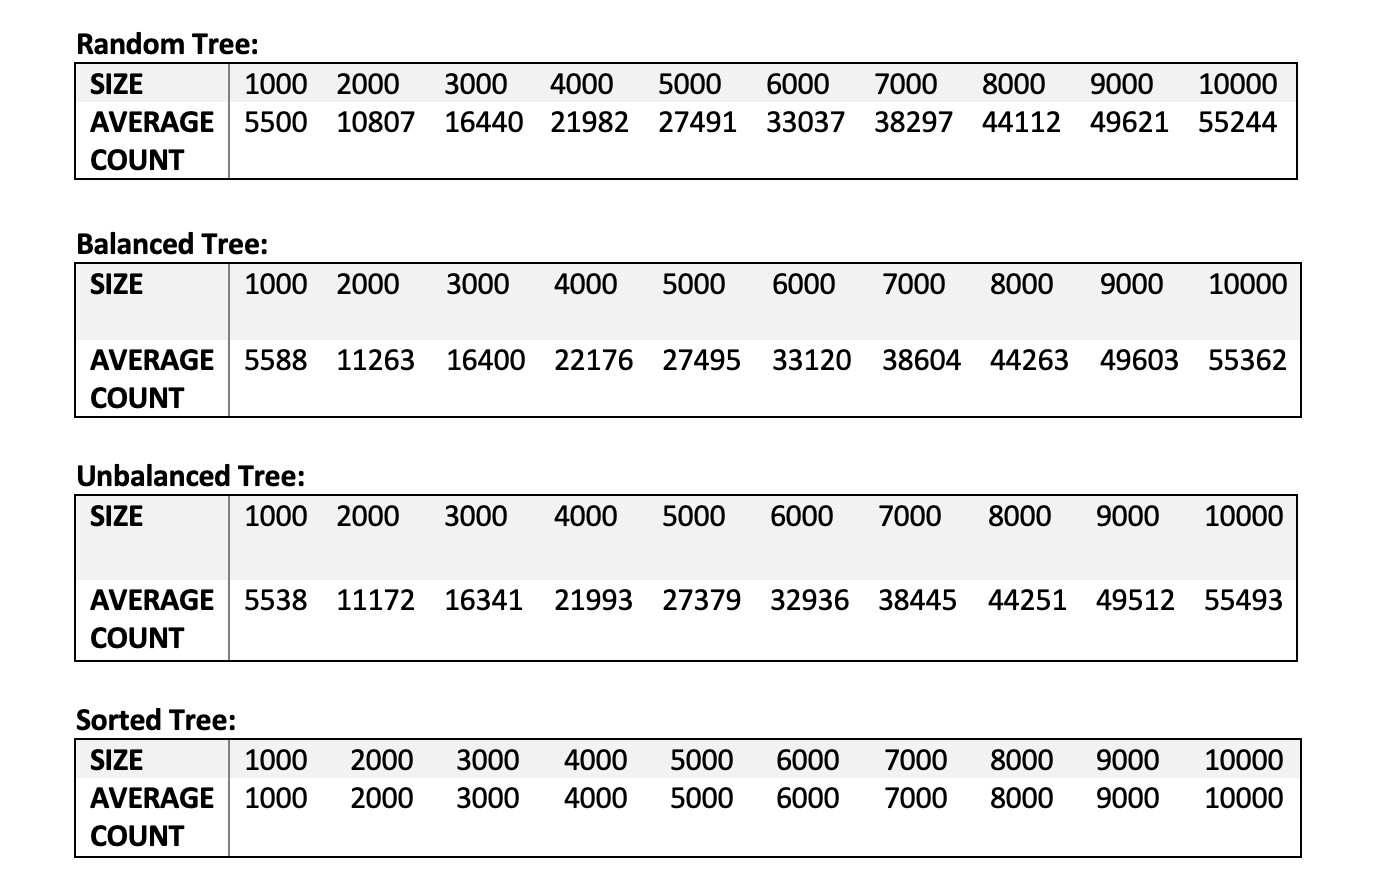 Random Tree:
SIZE 1000 2000 3000 4000 5000 6000 7000 8000 9000 10000
AVERAGE 5500 10807 16440 21982 27491 33037 38297 44112 49621 55244
COUNT
Balanced Tree:
SIZE 1000 2000 3000 4000 5000 6000 7000 8000 9000 10000
AVERAGE 5588 11263 16400 22176 27495 33120 38604 44263 49603 55362
COUNT
Unbalanced Tree:
SIZE 1000 2000 3000 4000 5000 6000 7000 8000 9000 10000
AVERAGE 5538 11172 16341 21993 27379 32936 38445 44251 49512 55493
COUNT
Sorted Tree:
SIZE 1000 2000 3000 4000 5000 6000 7000 8000 9000 10000
AVERAGE 1000 2000 3000 4000 5000 6000 7000 8000 9000 10000
COUNT